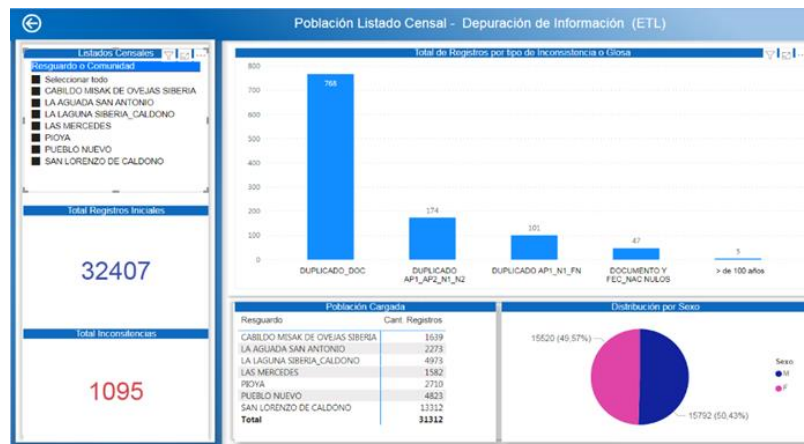 Población Listado Censal - Depuración de Información (ETL)
Listados Censales
Resguardo o Comunidad
Seleccionar todo
CABILDO MISAK DE OVEJAS SIBERIA
LA AGUADA SAN ANTONIO
LA LAGUNA SIBERIA_CALDONO
LAS MERCEDES
PIOYA
PUEBLO NUEVO
SAN LORENZO DE CALDONO
Total Registros Iniciales
32407
Total Inconsitencias
1095
Total de Registros por tipo de Inconsistencia o Glosa
800
700
600
500
400
300
200
100
0
768
174
101
47
5
DUPLICADO_DOC
DUPLICADO
AP1_AP2_N1_N2
DUPLICADO AP1_N1_FN
DOCUMENTO Y
FEC_NAC NULOS
> de 100 años
Población Cargada
Resguardo Cant. Registros
CABILDO MISAK DE OVEJAS SIBERIA 1639
LA AGUADA SAN ANTONIO 2273
LA LAGUNA SIBERIA_CALDONO 4973
LAS MERCEDES 1582
PIOYA 2710
PUEBLO NUEVO 4823
SAN LORENZO DE CALDONO 13312
Total 31312
Distribución por Sexo
15520 (49,57%)
15792 (50,43%)
Sexo
M
F